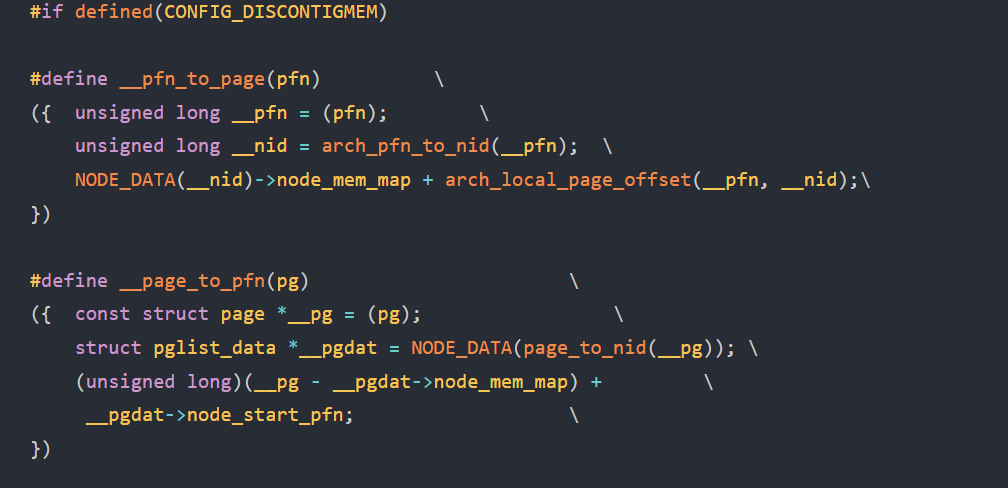 #if defined(CONFIG_DISCONTIGMEM)
#define __pfn_to_page(pfn) \
({ unsigned long __pfn = (pfn); \
unsigned long __nid = arch_pfn_to_nid(__pfn); \
NODE_DATA(__nid)->node_mem_map + arch_local_page_offset(__pfn, __nid);\
})
#define __page_to_pfn(pg) \
({ const struct page *__pg = (pg); \
struct pglist_data *__pgdat = NODE_DATA(page_to_nid(__pg)); \
(unsigned long)(__pg - __pgdat->node_mem_map) + \
__pgdat->node_start_pfn; \
})